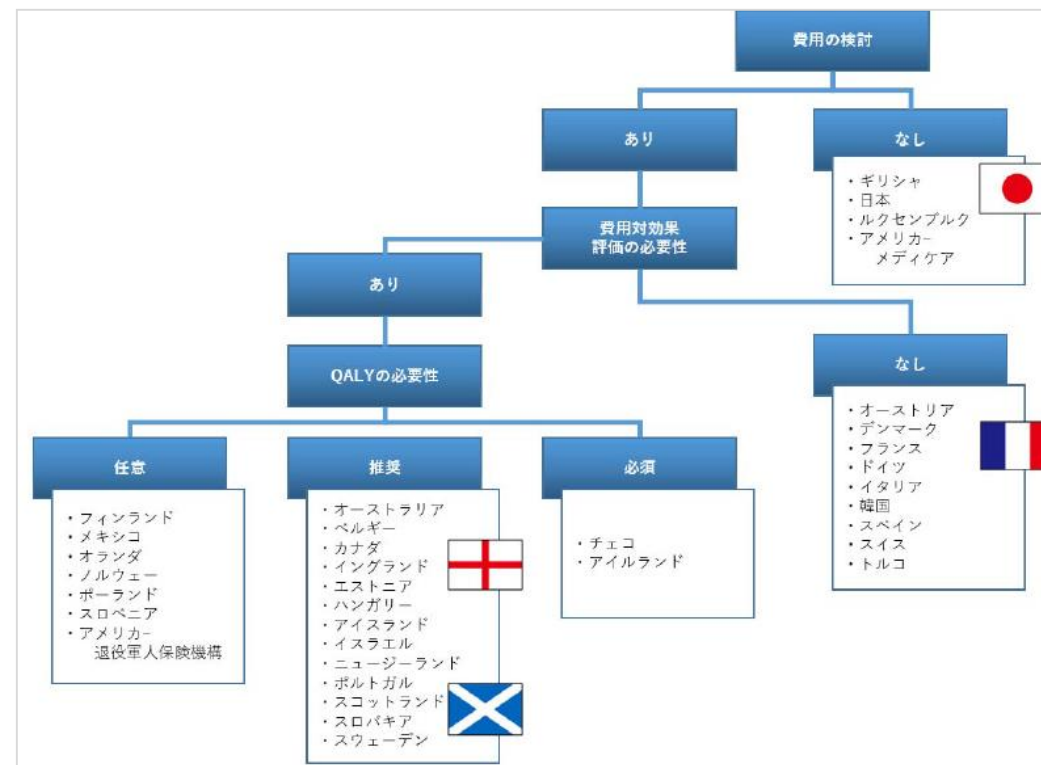 費用の検討
あり
なし
・ギリシャ
・日本
・ルクセンブルク
・アメリカ–
メディケア
費用対効果
評価の必要性
あり
なし
・オーストリア
・デンマーク
・フランス
・ドイツ
・イタリア
・韓国
・スペイン
・スイス
・トルコ
QALYの必要性
任意
・フィンランド
・メキシコ
・オランダ
・ノルウェー
・ポーランド
・スロベニア
・アメリカ–
退役軍人保険機構
推奨
・オーストラリア
・ベルギー
・カナダ
・イングランド
・エストニア
・ハンガリー
・アイスランド
・イスラエル
・ニュージーランド
・ポルトガル
・スコットランド
・スロバキア
・スウェーデン
必須
・チェコ
・アイルランド